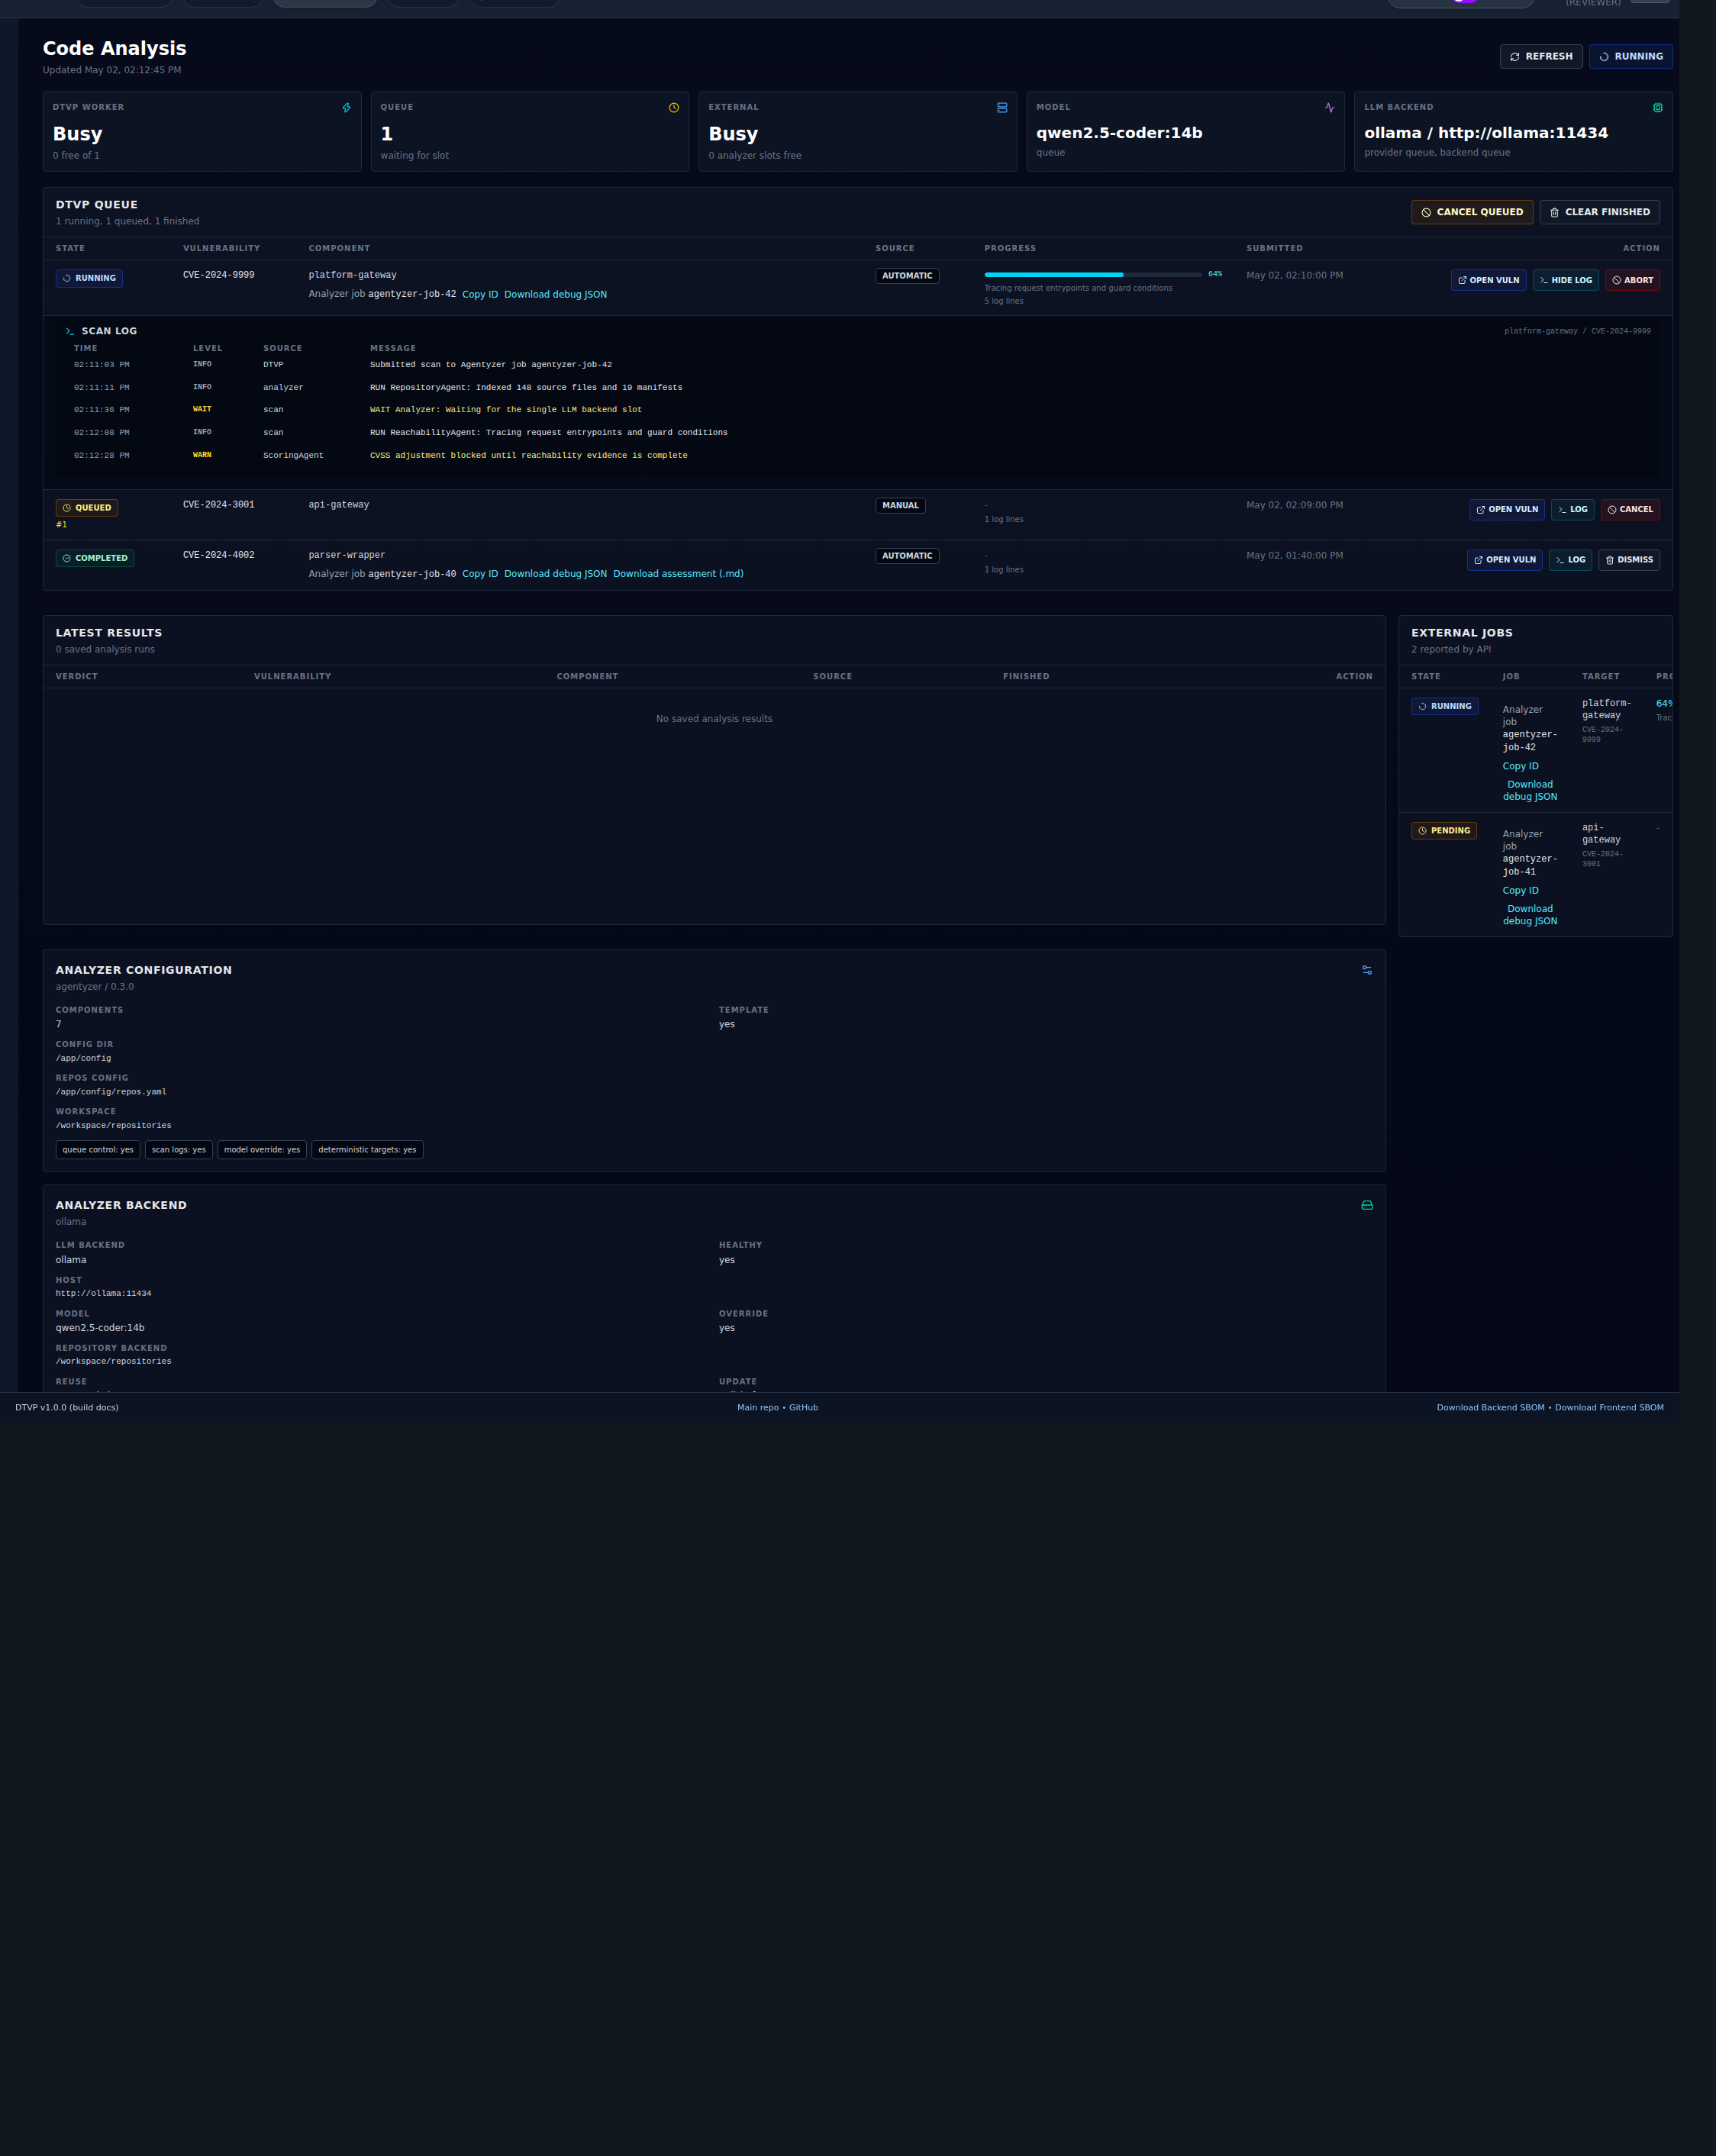 (REVIEWER)
Code Analysis
Updated May 02, 02:12:45 PM
REFRESH
RUNNING
DTVP WORKER
Busy
0 free of 1
QUEUE
1
waiting for slot
EXTERNAL
Busy
0 analyzer slots free
MODEL
qwen2.5-coder:14b
queue
LLM BACKEND
ollama / http://ollama:11434
provider queue, backend queue
DTVP QUEUE
1 running, 1 queued, 1 finished
CANCEL QUEUED
CLEAR FINISHED
STATE VULNERABILITY COMPONENT SOURCE PROGRESS SUBMITTED ACTION
RUNNING CVE-2024-9999 platform-gateway AUTOMATIC 64% May 02, 02:10:00 PM OPEN VULN HIDE LOG ABORT
Analyzer job agentyzer-job-42 Copy ID Download debug JSON
Tracing request entrypoints and guard conditions
5 log lines
SCAN LOG
platform-gateway / CVE-2024-9999
TIME LEVEL SOURCE MESSAGE
02:11:03 PM INFO DTVP Submitted scan to Agentyzer job agentyzer-job-42
02:11:11 PM INFO analyzer RUN RepositoryAgent: Indexed 148 source files and 19 manifests
02:11:36 PM WAIT scan WAIT Analyzer: Waiting for the single LLM backend slot
02:12:08 PM INFO scan RUN ReachabilityAgent: Tracing request entrypoints and guard conditions
02:12:28 PM WARN ScoringAgent CVSS adjustment blocked until reachability evidence is complete
QUEUED CVE-2024-3001 api-gateway MANUAL - May 02, 02:09:00 PM OPEN VULN LOG CANCEL
#1
1 log lines
COMPLETED CVE-2024-4002 parser-wrapper AUTOMATIC - May 02, 01:40:00 PM OPEN VULN LOG DISMISS
Analyzer job agentyzer-job-40 Copy ID Download debug JSON Download assessment (.md)
1 log lines
LATEST RESULTS
0 saved analysis runs
VERDICT VULNERABILITY COMPONENT SOURCE FINISHED ACTION
No saved analysis results
EXTERNAL JOBS
2 reported by API
STATE JOB TARGET
RUNNING
Analyzer
job
agentyzer-
job-42
Copy ID
Download
debug JSON
platform-
gateway
CVE-2024-
9999
64%
PENDING
Analyzer
job
agentyzer-
job-41
Copy ID
Download
debug JSON
api-
gateway
CVE-2024-
3001
-
ANALYZER CONFIGURATION
agentyzer / 0.3.0
COMPONENTS TEMPLATE
7 yes
CONFIG DIR
/app/config
REPOS CONFIG
/app/config/repos.yaml
WORKSPACE
/workspace/repositories
queue control: yes scan logs: yes model override: yes deterministic targets: yes
ANALYZER BACKEND
ollama
LLM BACKEND HEALTHY
ollama yes
HOST
http://ollama:11434
MODEL OVERRIDE
qwen2.5-coder:14b yes
REPOSITORY BACKEND
/workspace/repositories
REUSE UPDATE
DTVP v1.0.0 (build docs) Main repo • GitHub Download Backend SBOM • Download Frontend SBOM